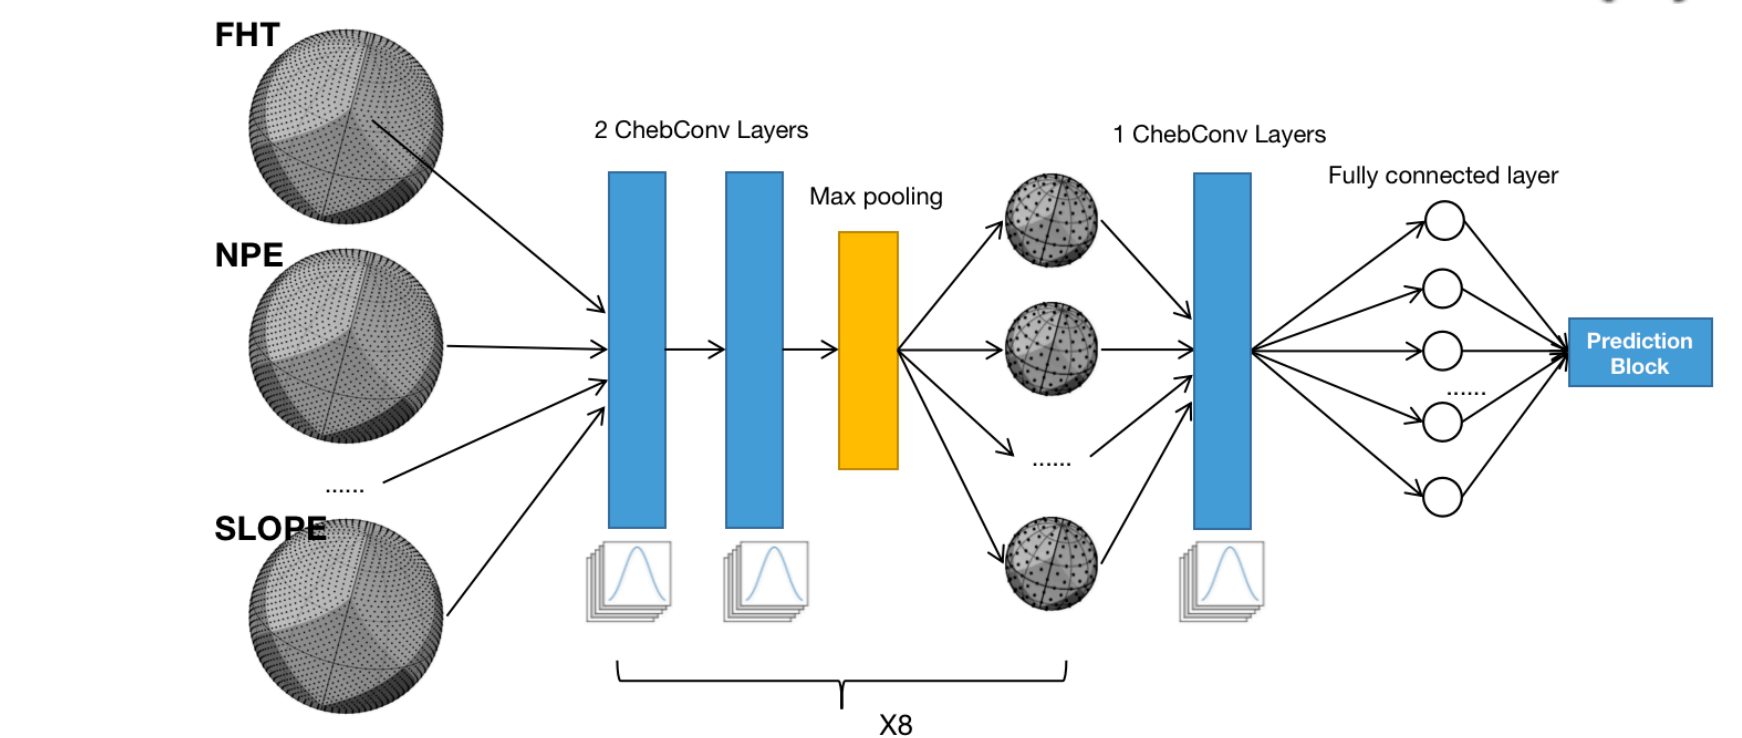 FHT
2 ChebConv Layers
1 ChebConv Layers
Fully connected layer
Max pooling
NPE
Prediction
Block
......
......
......
SLOPE
X8